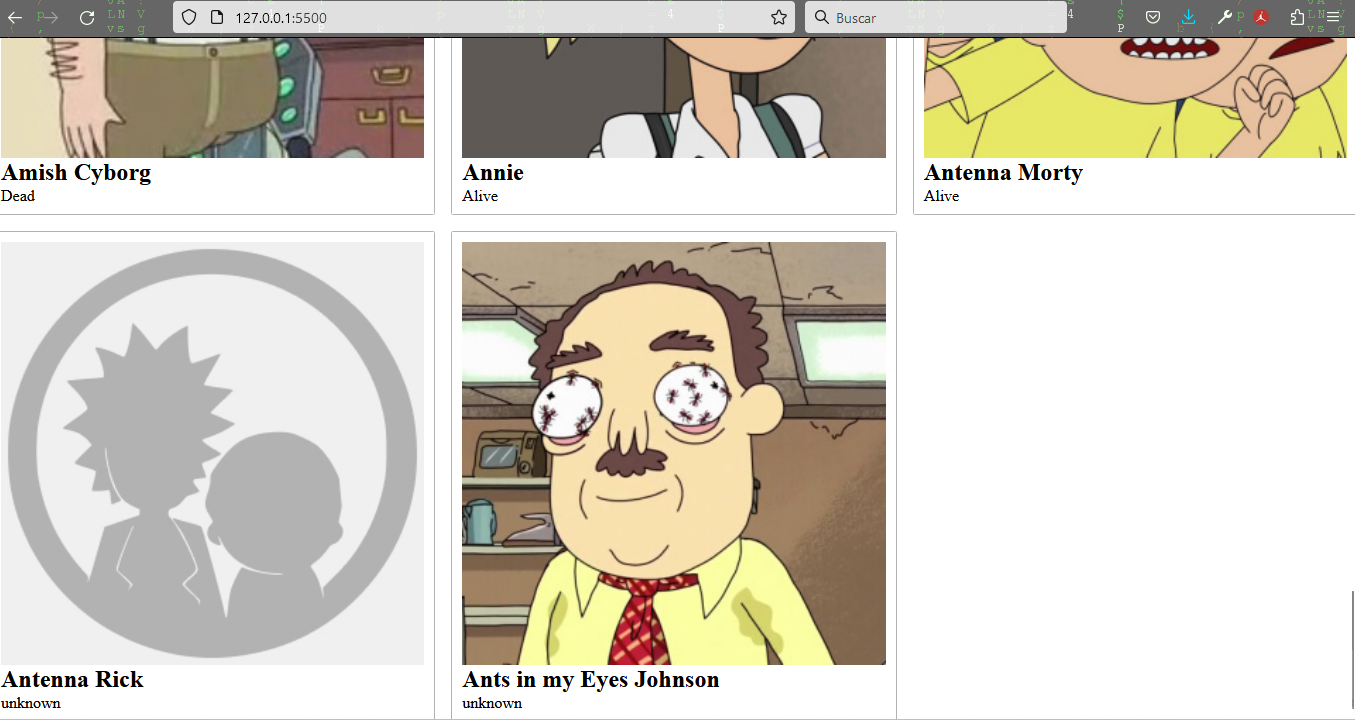 127.0.0.1:5500
Buscar
Amish Cyborg
Dead
Annie
Alive
Antenna Morty
Alive
Antenna Rick
unknown
Ants in my Eyes Johnson
unknown